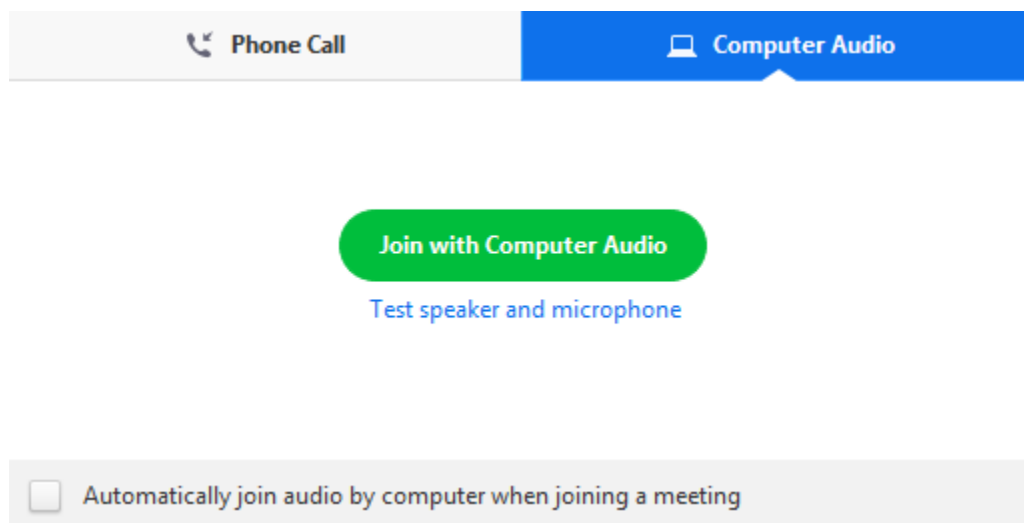 Phone Call
Computer Audio
Join with Computer Audio
Test speaker and microphone
Automatically join audio by computer when joining a meeting